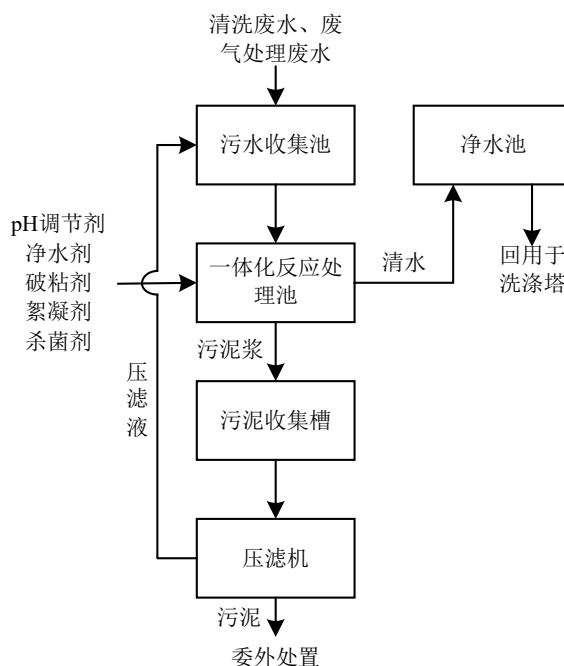 清洗废水、废
气处理废水
污水收集池
净水池
pH调节剂
净水剂
破粘剂
絮凝剂
杀菌剂
一体化反应处
理池
清水
回用于
洗涤塔
污泥浆
压
滤
液
污泥收集槽
压滤机
污泥
委外处置